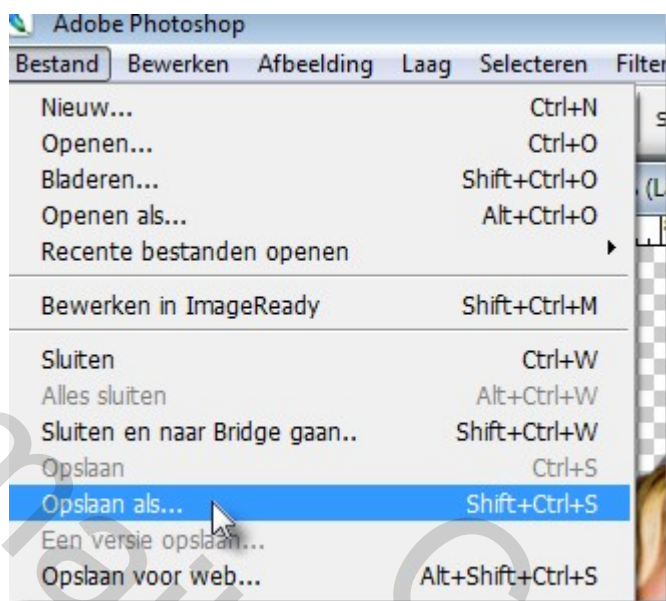 Adobe Photoshop
Bestand Bewerken Afbeelding Laag Selecteren Filter
Nieuw... Ctrl+N
Openen... Ctrl+O
Bladeren... Shift+Ctrl+O
Openen als... Alt+Ctrl+O
Recente bestanden openen
Bewerken in ImageReady Shift+Ctrl+M
Sluiten Ctrl+W
Alles sluiten Alt+Ctrl+W
Sluiten en naar Bridge gaan.. Shift+Ctrl+W
Opslaan Ctrl+S
Opslaan als... Shift+Ctrl+S
Een versie opslaan...
Opslaan voor web... Alt+Shift+Ctrl+S